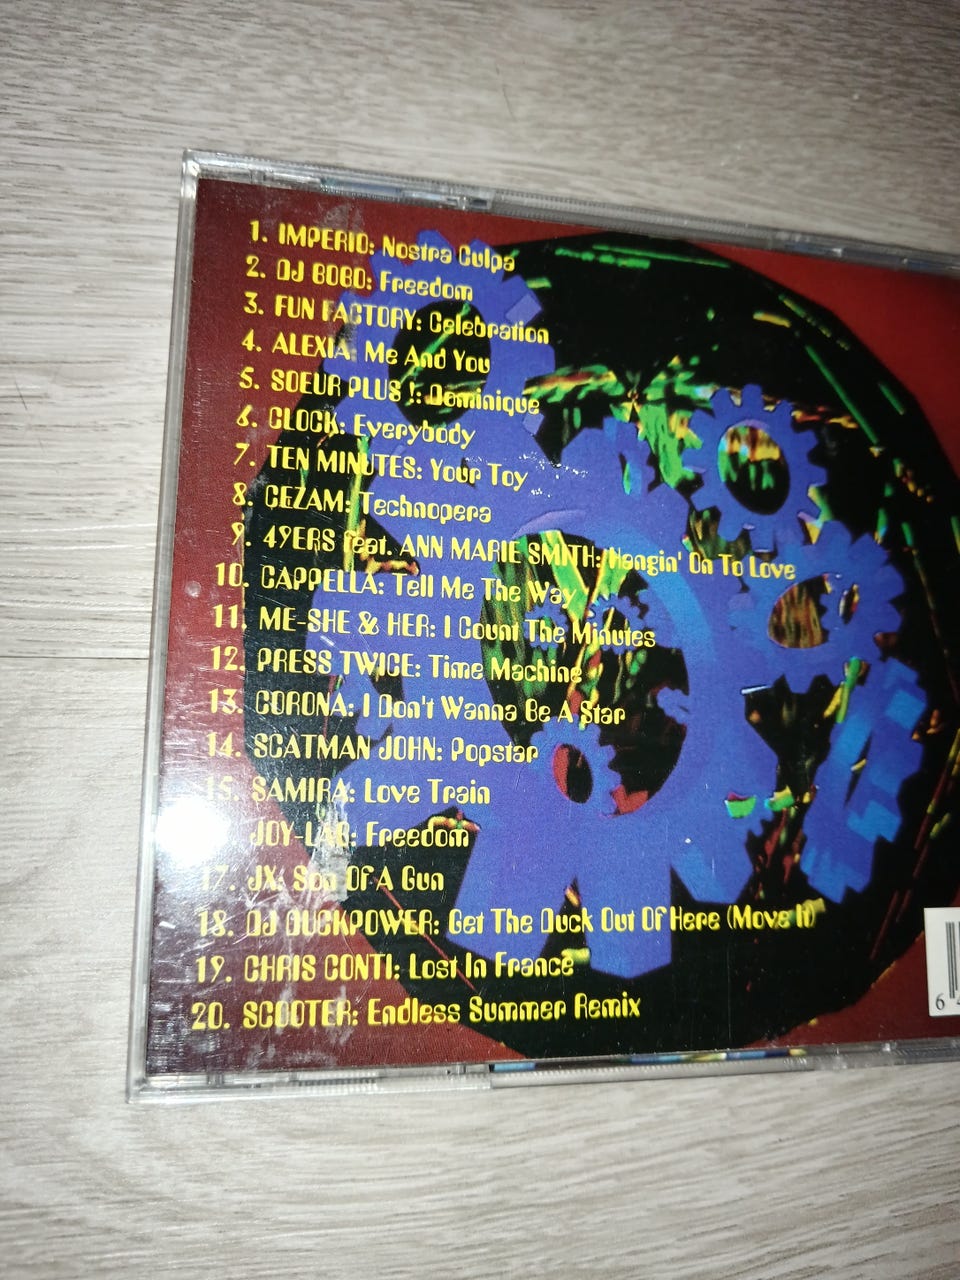 1. IMPERIO: Nostra Culpa
2. DJ BOBO: Freedom
3. FUN FACTORY: Celebration
4. ALEXIA: Me And You
5. SOEUR PLUS !: Dominique
6. CLOCK: Everybody
7. TEN MINUTES: Your Toy
8. CEZAM: Technopera
9. 49ERS feat. ANN MARIE SMITH: Hangin' On To Love
10. CAPPELLA: Tell Me The Way
11. ME-SHE & HER: I Count The Minutes
12. PRESS TWICE: Time Machine
13. CORONA: I Don't Wanna Be A Star
14. SCATMAN JOHN: Popstar
15. SAMIRA: Love Train
JOY-LAB: Freedom
17. JX: Son Of A Gun
18. DJ DUCKPOWER: Get The Duck Out Of Here (Move It)
19. CHRIS CONTI: Lost In France
20. SCOOTER: Endless Summer Remix
6